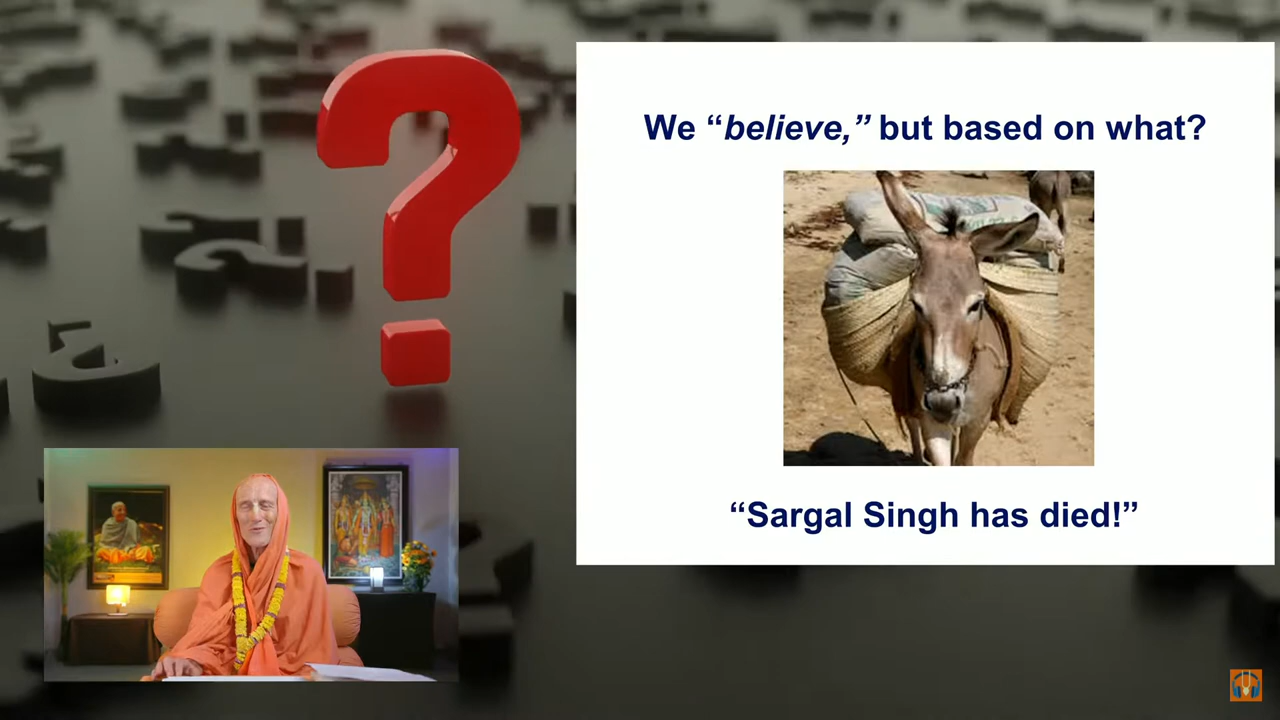 We “believe,” but based on what?
“Sargal Singh has died!”